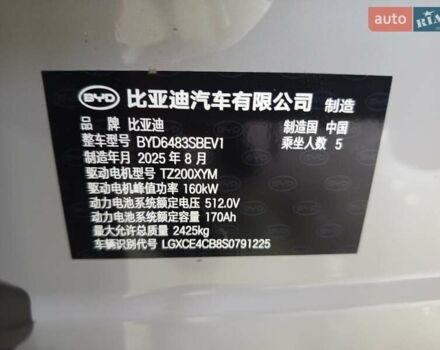 auto RIA
BYD 比亚迪汽车有限公司 制造
品 牌 比亚迪 制造国 中国
整车型号 BYD6483SBEV1 乘坐人数 5
制造年月 2025 年 8 月
驱动电机型号 TZ200XYM
驱动电机峰值功率 160kW
动力电池系统额定电压 512.0V
动力电池系统额定容量 170Ah
最大允许总质量 2425kg
车辆识别代号 LGXCE4CB8S0791225